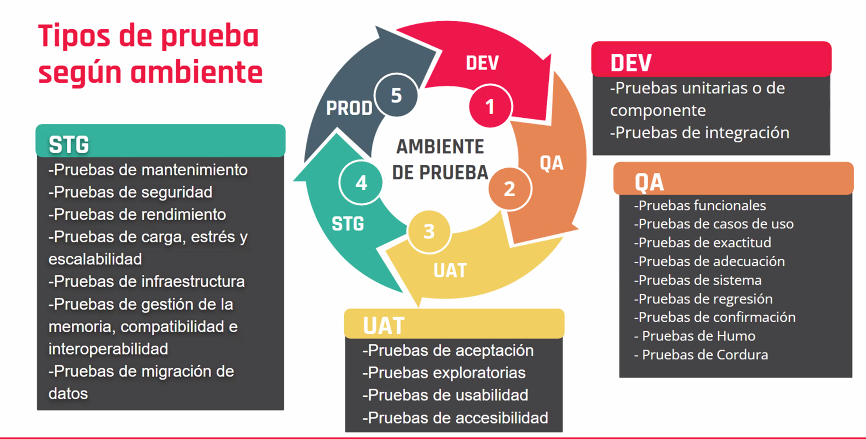 Tipos de prueba
según ambiente
DEV
1
QA
2
UAT
3
STG
4
PROD
5
AMBIENTE
DE PRUEBA
DEV
-Pruebas unitarias o de
componente
-Pruebas de integración
QA
-Pruebas funcionales
-Pruebas de casos de uso
-Pruebas de exactitud
-Pruebas de adecuación
-Pruebas de sistema
-Pruebas de regresión
-Pruebas de confirmación
- Pruebas de Humo
- Pruebas de Cordura
UAT
-Pruebas de aceptación
-Pruebas exploratorias
-Pruebas de usabilidad
-Pruebas de accesibilidad
STG
-Pruebas de mantenimiento
-Pruebas de seguridad
-Pruebas de rendimiento
-Pruebas de carga, estrés y
escalabilidad
-Pruebas de infraestructura
-Pruebas de gestión de la
memoria, compatibilidad e
interoperabilidad
-Pruebas de migración de
datos